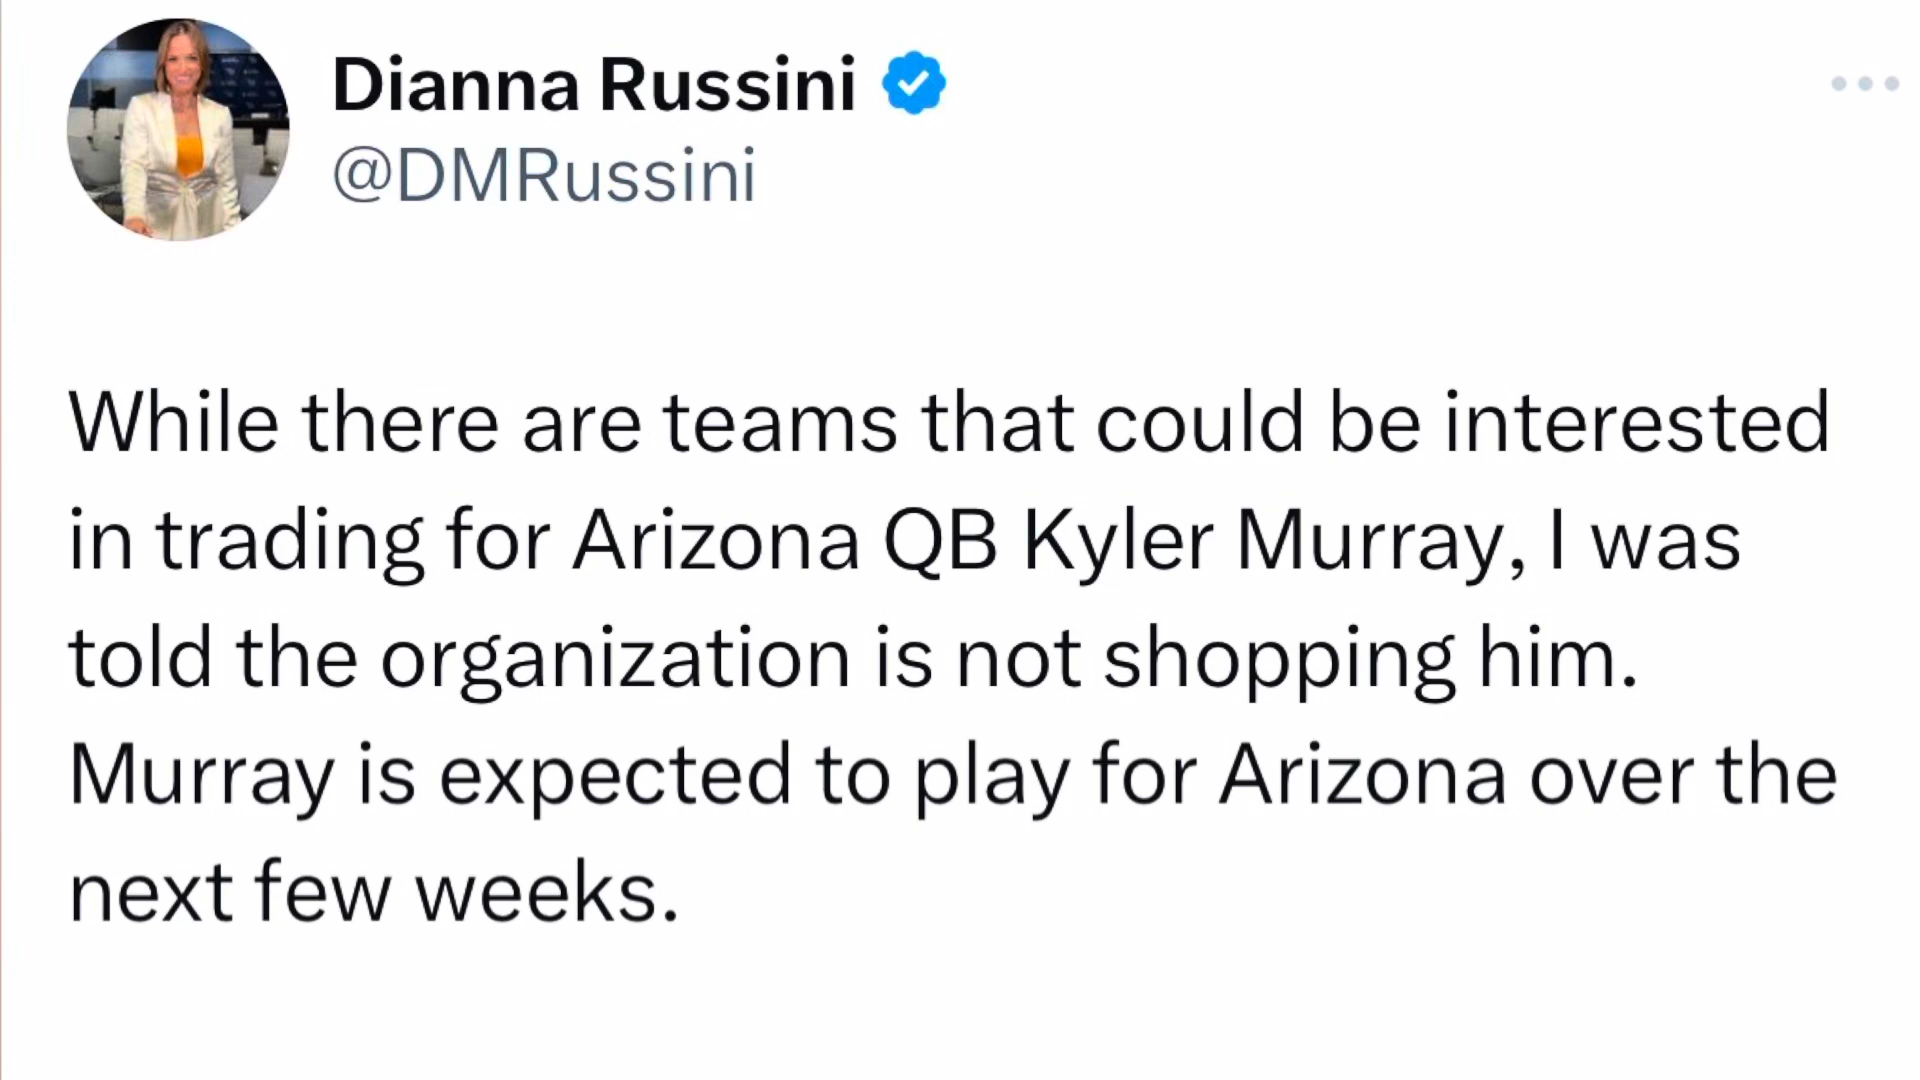 Dianna Russini
@DMRussini
While there are teams that could be interested
in trading for Arizona QB Kyler Murray, I was
told the organization is not shopping him.
Murray is expected to play for Arizona over the
next few weeks.